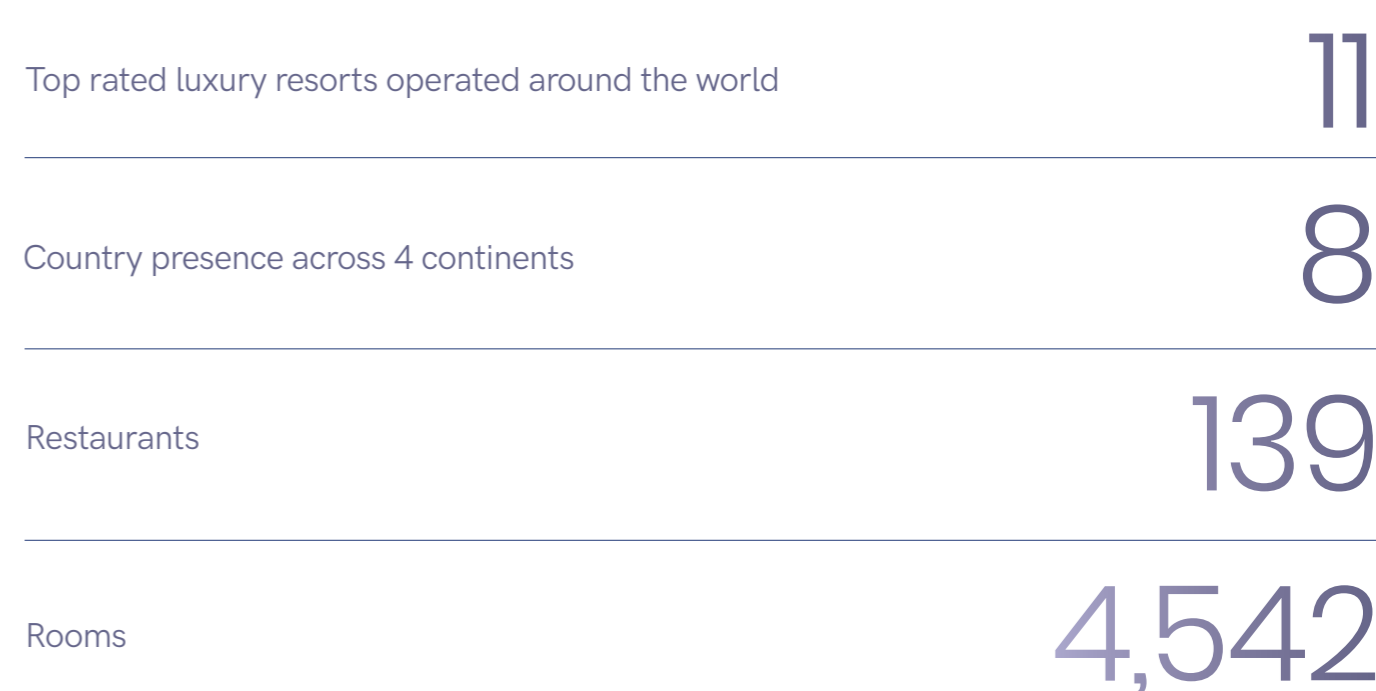 Top rated luxury resorts operated around the world
11
Country presence across 4 continents
8
Restaurants
139
Rooms
4,542